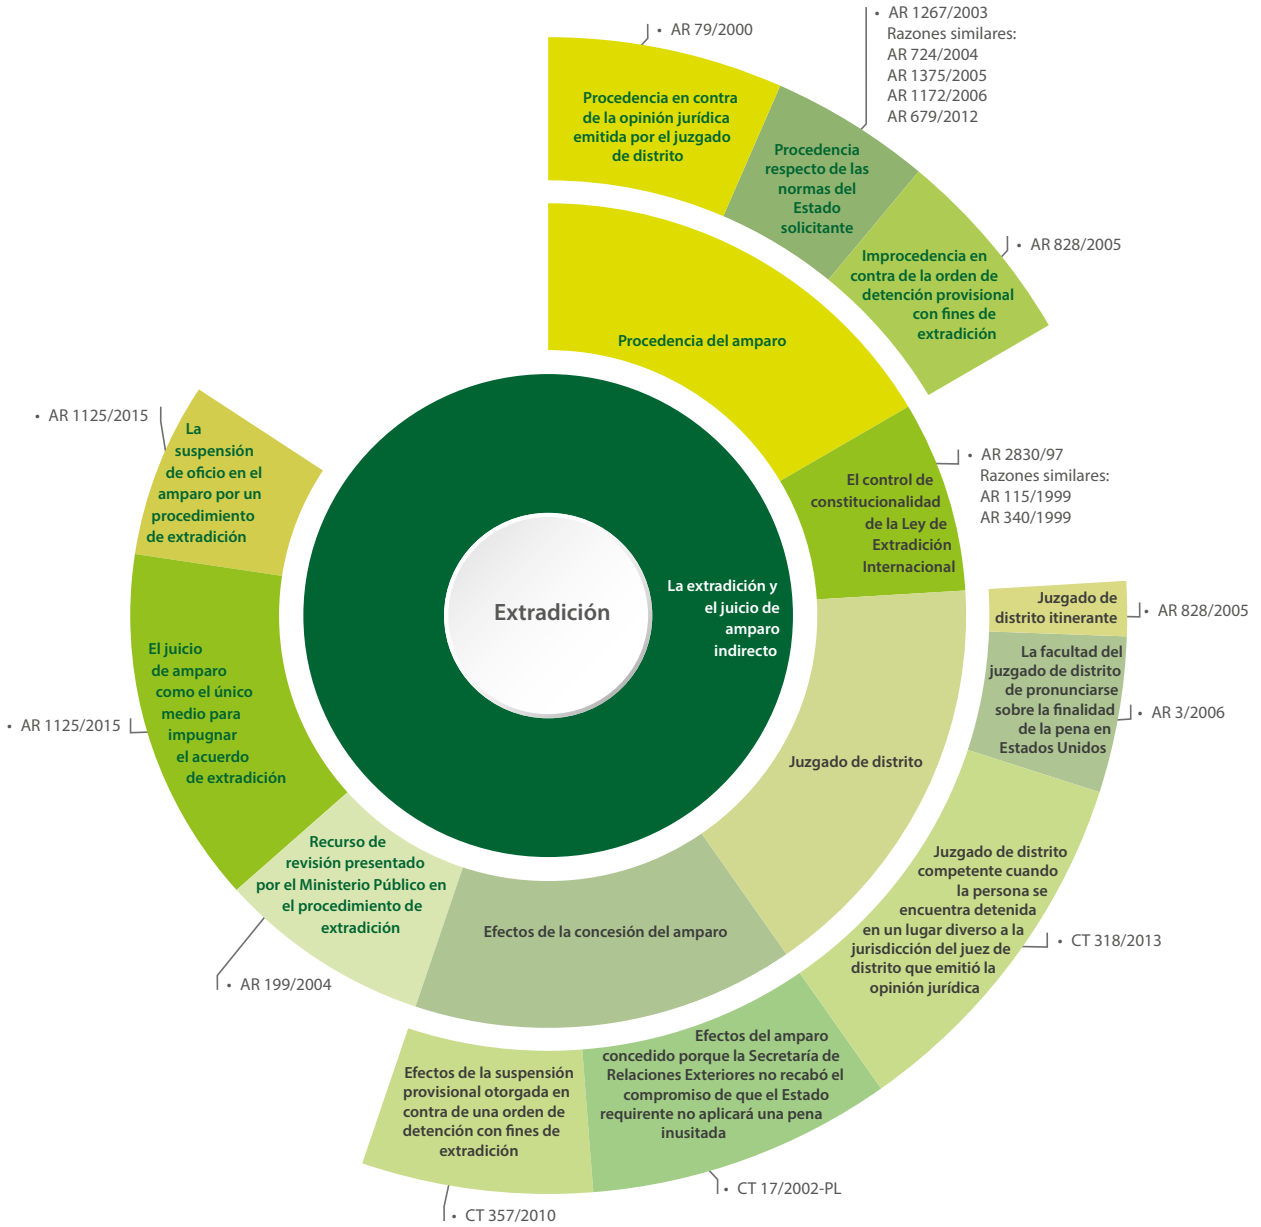 Extradición
La extradición y
el juicio de
amparo
indirecto
Procedencia del amparo
Procedencia en contra
de la opinión jurídica
emitida por el juzgado
de distrito
• AR 79/2000
Procedencia
respecto de las
normas del
Estado
solicitante
• AR 1267/2003
Razones similares:
AR 724/2004
AR 1375/2005
AR 1172/2006
AR 679/2012
Improcedencia en
contra de la orden de
detención provisional
con fines de
extradición
• AR 828/2005
El control de
constitucionalidad
de la Ley de
Extradición
Internacional
• AR 2830/97
Razones similares:
AR 115/1999
AR 340/1999
Juzgado de distrito
Juzgado de
distrito itinerante
• AR 828/2005
La facultad del
juzgado de distrito
de pronunciarse
sobre la finalidad
de la pena en
Estados Unidos
• AR 3/2006
Juzgado de distrito
competente cuando
la persona se
encuentra detenida
en un lugar diverso a la
jurisdicción del juez de
distrito que emitió la
opinión jurídica
• CT 318/2013
Efectos de la concesión del amparo
Efectos del amparo
concedido porque la Secretaría de
Relaciones Exteriores no recabó el
compromiso de que el Estado
requirente no aplicará una pena
inusitada
• CT 17/2002-PL
Efectos de la suspensión
provisional otorgada en
contra de una orden de
detención con fines de
extradición
• CT 357/2010
Recurso de
revisión presentado
por el Ministerio Público en
el procedimiento de
extradición
• AR 199/2004
El juicio
de amparo
como el único
medio para
impugnar
el acuerdo
de extradición
• AR 1125/2015
La
suspensión
de oficio en el
amparo por un
procedimiento
de extradición
• AR 1125/2015